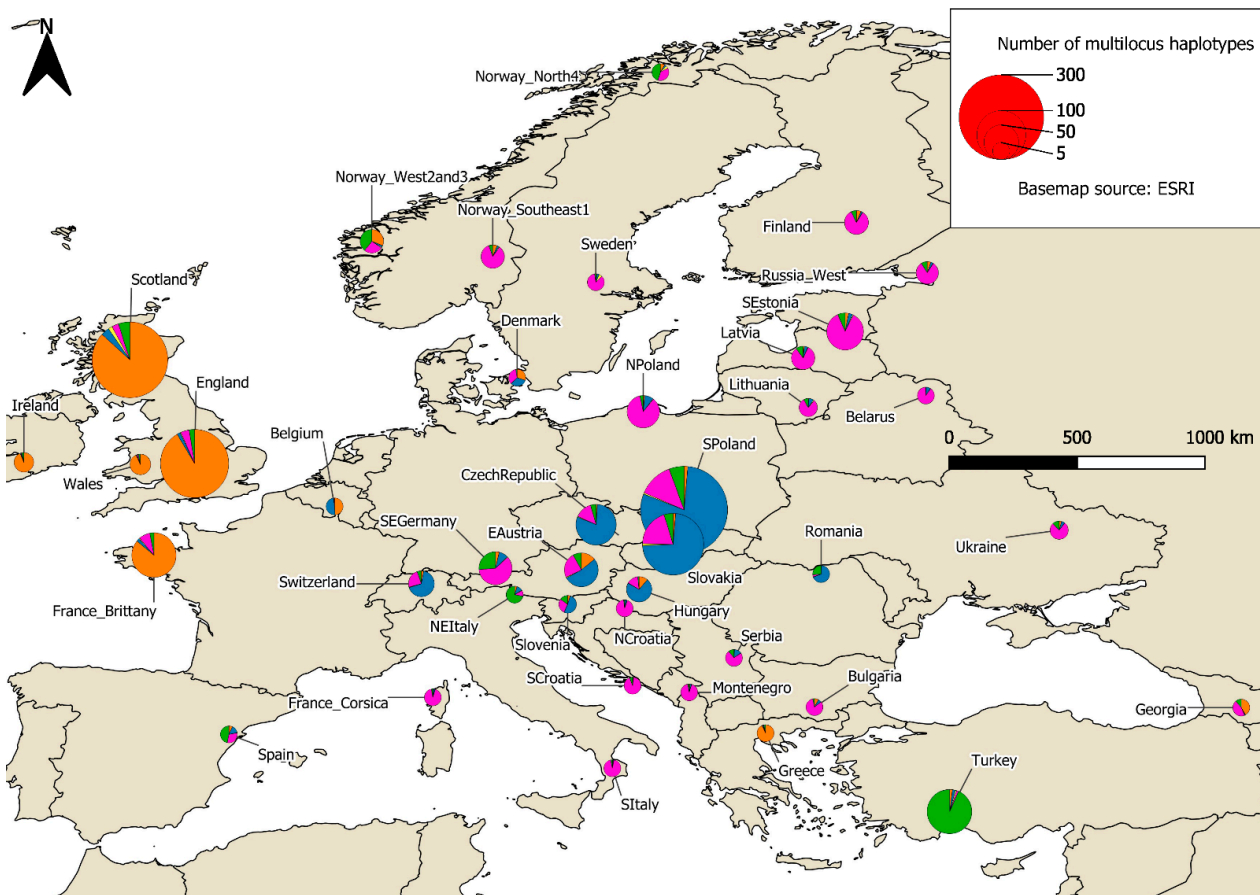 N
Number of multilocus haplotypes
300
100
50
5
Basemap source: ESRI
Norway_North4
Norway_West2and3
Norway_Southeast1
Finland
Sweden
Russia_West
Scotland
SEstonia
Denmark
Latvia
NPoland
England
Lithuania
Ireland
Belarus
Belgium
0 500 1000 km
SPoland
Wales
CzechRepublic
SEGermany
EAustria
Romania
Ukraine
Switzerland
Slovakia
France_Brittany
Hungary
NEItaly
Slovenia
NCroatia
Serbia
SCroatia
Montenegro
Bulgaria
France_Corsica
Georgia
Spain
Greece
Turkey
SItaly